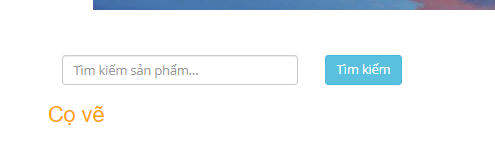 Tìm kiếm sản phẩm... Tìm kiếm
Cọ vẽ